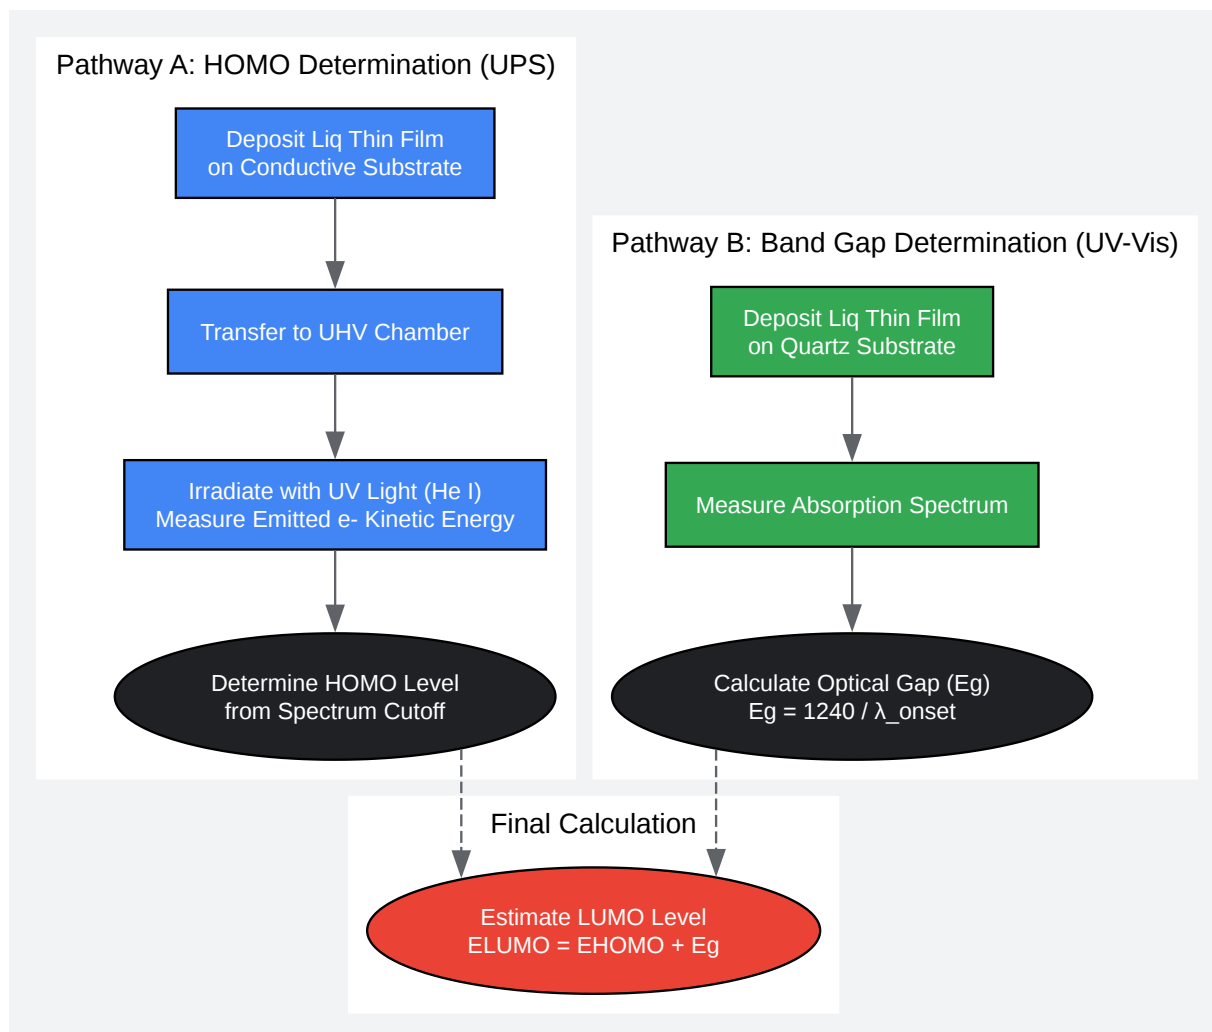 Pathway A: HOMO Determination (UPS)
Deposit Liq Thin Film
on Conductive Substrate
Transfer to UHV Chamber
Irradiate with UV Light (He I)
Measure Emitted e- Kinetic Energy
Determine HOMO Level
from Spectrum Cutoff
Pathway B: Band Gap Determination (UV-Vis)
Deposit Liq Thin Film
on Quartz Substrate
Measure Absorption Spectrum
Calculate Optical Gap (Eg)
Eg = 1240 / λ_onset
Final Calculation
Estimate LUMO Level
ELUMO = EHOMO + Eg